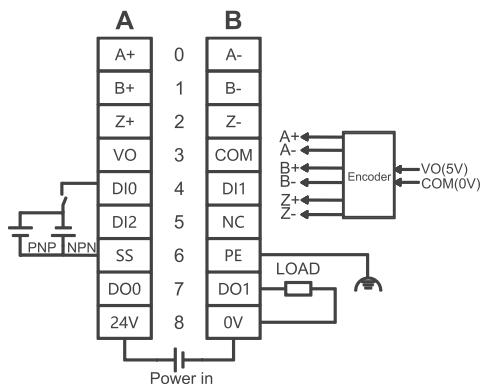 A B
A+ 0 A-
B+ 1 B-
Z+ 2 Z-
VO 3 COM
DI0 4 DI1
DI2 5 NC
SS 6 PE
DO0 7 DO1
24V 8 0V
PNP NPN
LOAD
Power in
A+
A-
B+
B-
Z+
Z-
Encoder
VO(5V)
COM(0V)